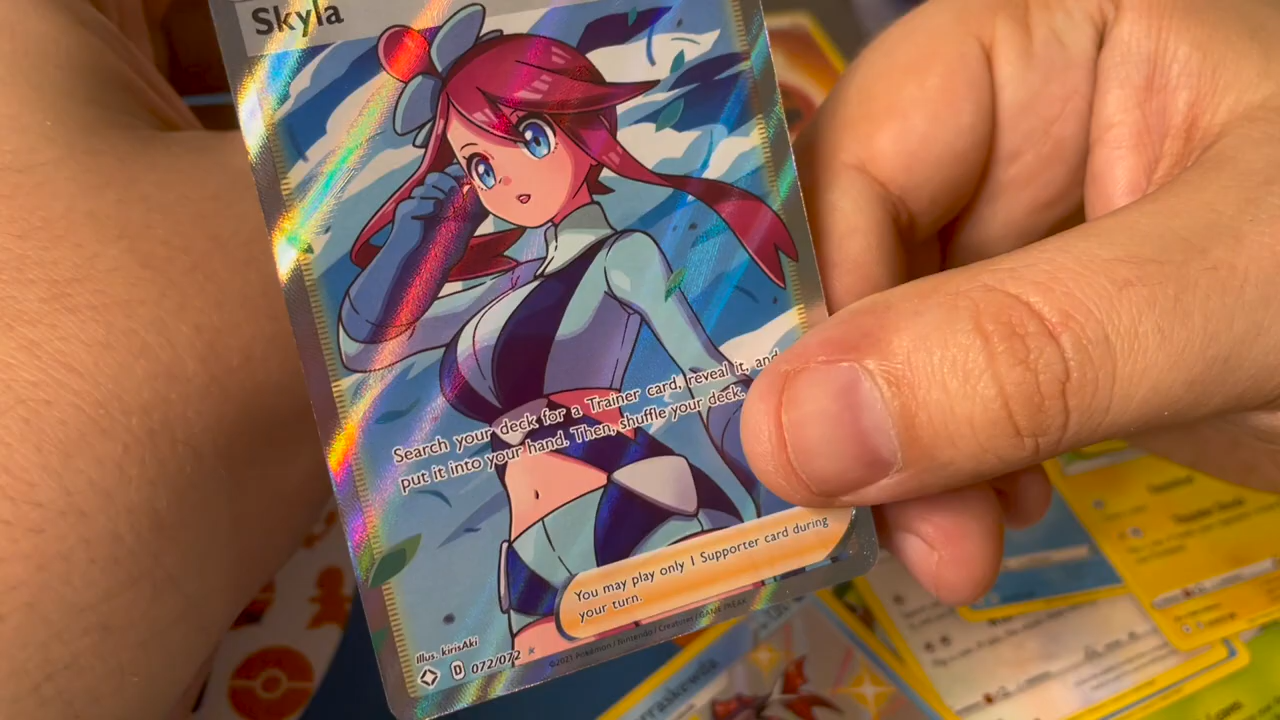 Skyla
Search your deck for a Trainer card, reveal it, and
put it into your hand. Then, shuffle your deck.
You may play only 1 Supporter card during
your turn.
Illus. kirisAki
D 072/072
©2021 Pokémon / Nintendo / Creatures / GAME FREAK